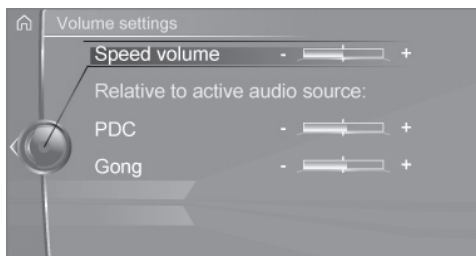 Volume settings
Speed volume - +
Relative to active audio source:
PDC - +
Gong - +